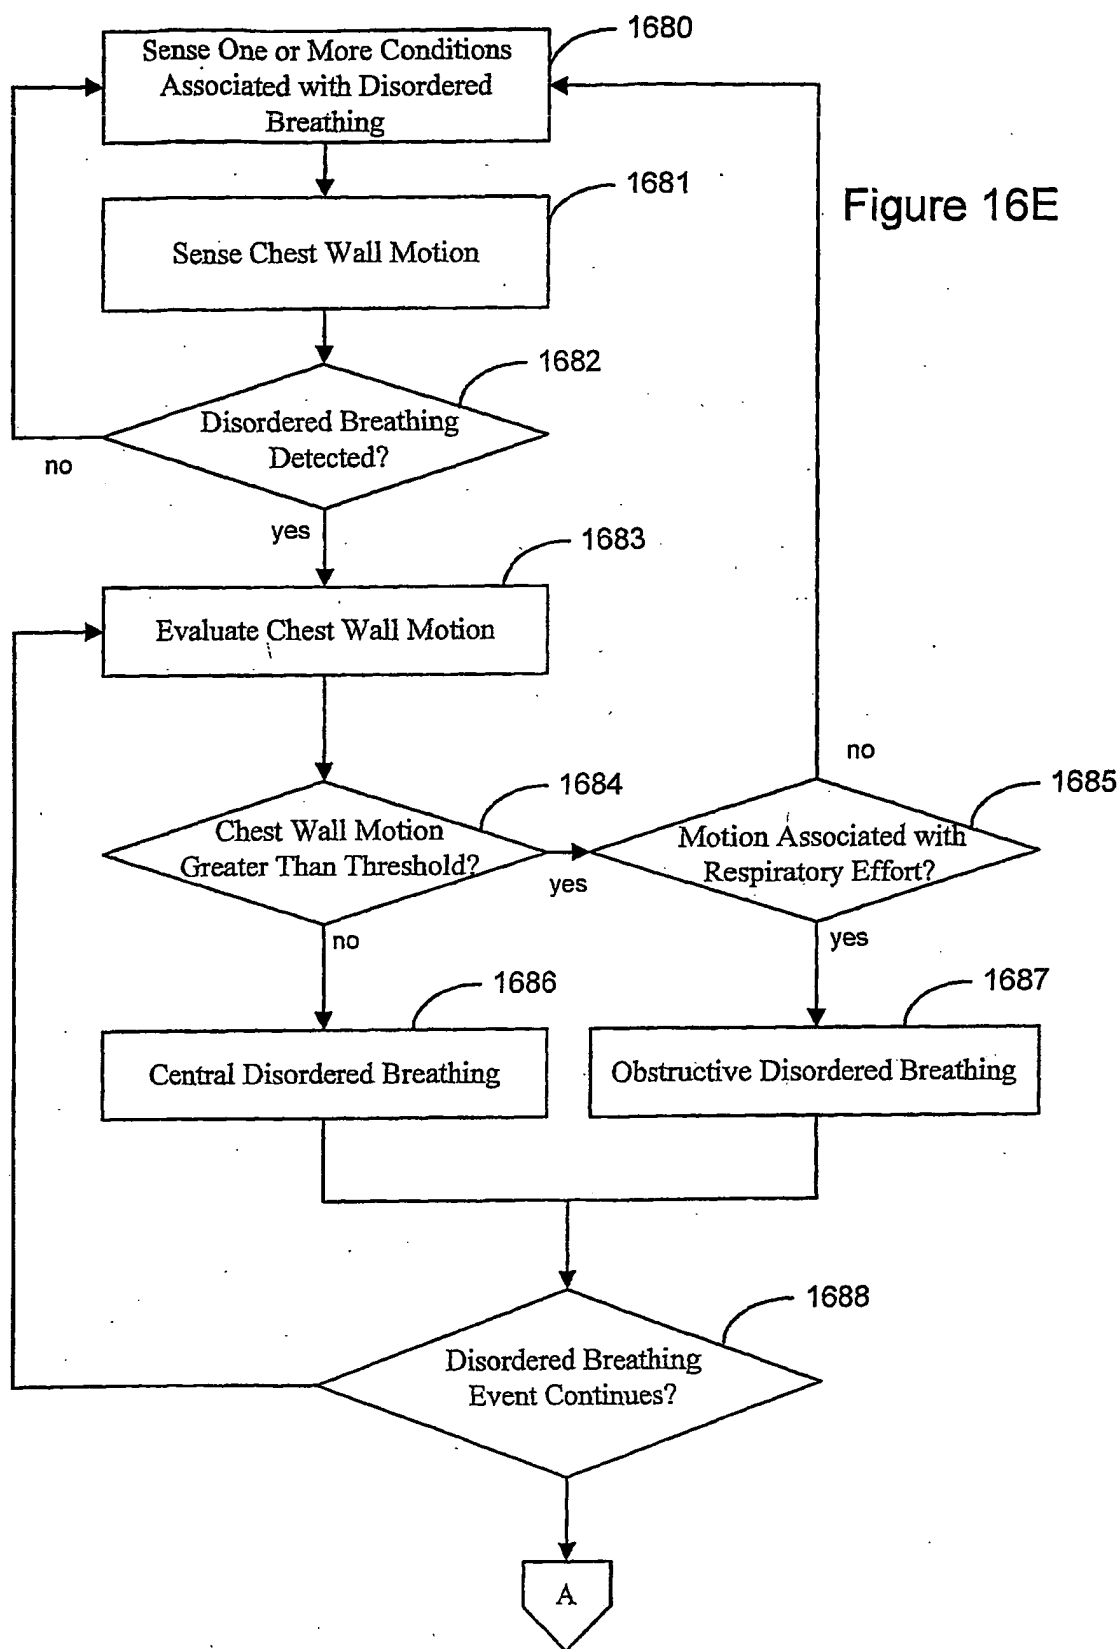 1680
Sense One or More Conditions
Associated with Disordered
Breathing
1681
Figure 16E
Sense Chest Wall Motion
1682
Disordered Breathing
Detected?
no
yes
1683
Evaluate Chest Wall Motion
no
1684
1685
Chest Wall Motion
Greater Than Threshold?
yes
Motion Associated with
Respiratory Effort?
no
yes
1686
1687
Central Disordered Breathing
Obstructive Disordered Breathing
1688
Disordered Breathing
Event Continues?
A